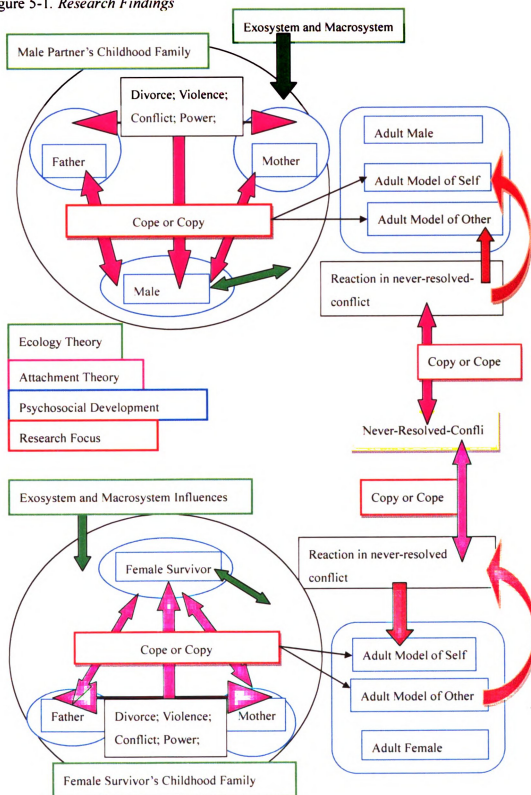 gure 5-1. Research Findings
Exosystem and Macrosystem
Male Partner's Childhood Family
Divorce; Violence;
Conflict; Power;
Father
Mother
Cope or Copy
Male
Adult Male
Adult Model of Self
Adult Model of Other
Reaction in never-resolved-
conflict
Ecology Theory
Attachment Theory
Psychosocial Development
Research Focus
Copy or Cope
Never-Resolved-Confli
Copy or Cope
Exosystem and Macrosystem Influences
Female Survivor
Cope or Copy
Father
Divorce; Violence;
Conflict; Power;
Mother
Female Survivor's Childhood Family
Reaction in never-resolved
conflict
Adult Model of Self
Adult Model of Other
Adult Female